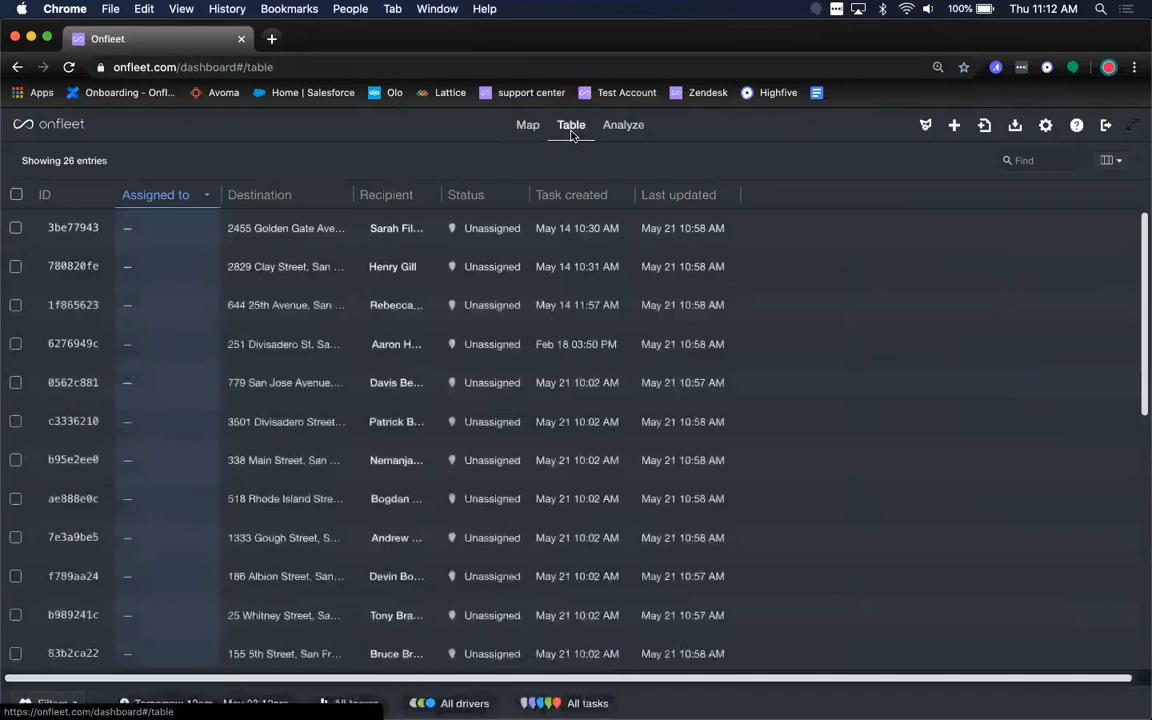 Chrome File Edit View History Bookmarks People Tab Window Help 100% Thu 11:12 AM
Onfleet
onfleet.com/dashboard#/table
Apps Onboarding - Onfl... Avoma Home | Salesforce Olo Lattice support center Test Account Zendesk Highfive
onfleet Map Table Analyze
Showing 26 entries Find
ID Assigned to Destination Recipient Status Task created Last updated
3be77943 — 2455 Golden Gate Ave... Sarah Fil... Unassigned May 14 10:30 AM May 21 10:58 AM
780820fe — 2829 Clay Street, San ... Henry Gill Unassigned May 14 10:31 AM May 21 10:58 AM
1f865623 — 644 25th Avenue, San ... Rebecca... Unassigned May 14 11:57 AM May 21 10:58 AM
6276949c — 251 Divisadero St, Sa... Aaron H... Unassigned Feb 18 03:50 PM May 21 10:58 AM
0562c881 — 779 San Jose Avenue,... Davis Be... Unassigned May 21 10:02 AM May 21 10:57 AM
c3336210 — 3501 Divisadero Street... Patrick B... Unassigned May 21 10:02 AM May 21 10:58 AM
b95e2ee0 — 338 Main Street, San ... Nemanja... Unassigned May 21 10:02 AM May 21 10:58 AM
ae888e0c — 518 Rhode Island Stre... Bogdan ... Unassigned May 21 10:02 AM May 21 10:58 AM
7e3a9be5 — 1333 Gough Street, S... Andrew ... Unassigned May 21 10:02 AM May 21 10:58 AM
f789aa24 — 186 Albion Street, San... Devin Bo... Unassigned May 21 10:02 AM May 21 10:57 AM
b989241c — 25 Whitney Street, Sa... Tony Bra... Unassigned May 21 10:02 AM May 21 10:57 AM
83b2ca22 — 155 5th Street, San Fr... Bruce Br... Unassigned May 21 10:02 AM May 21 10:58 AM
Filters All drivers All tasks
https://onfleet.com/dashboard#/table